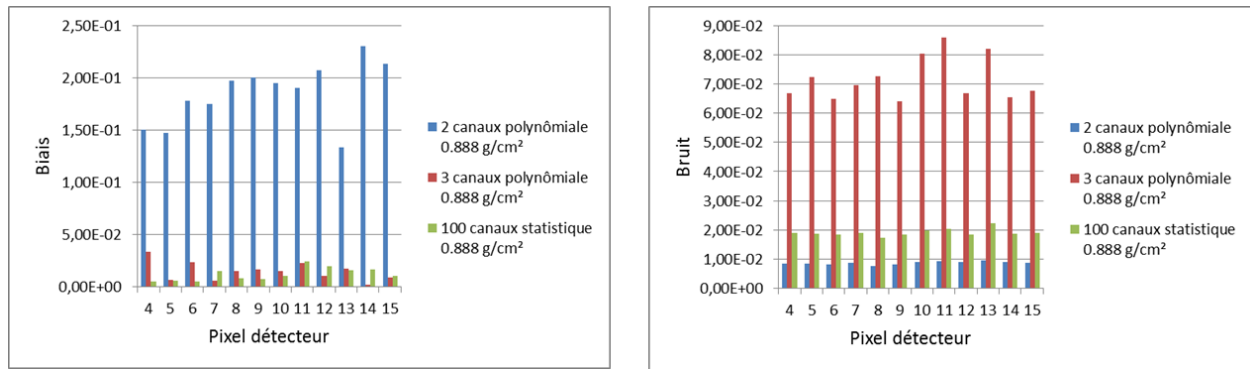 2,50E-01
2,00E-01
1,50E-01
1,00E-01
5,00E-02
0,00E+00
Biais
4 5 6 7 8 9 10 11 12 13 14 15
Pixel détecteur
2 canaux polynômiale
0.888 g/cm²
3 canaux polynômiale
0.888 g/cm²
100 canaux statistique
0.888 g/cm²
9,00E-02
8,00E-02
7,00E-02
6,00E-02
5,00E-02
4,00E-02
3,00E-02
2,00E-02
1,00E-02
0,00E+00
Bruit
4 5 6 7 8 9 10 11 12 13 14 15
Pixel détecteur
2 canaux polynômiale
0.888 g/cm²
3 canaux polynômiale
0.888 g/cm²
100 canaux statistique
0.888 g/cm²